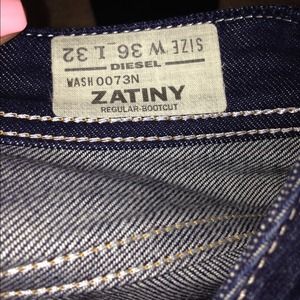 SIZE W 36 L 32
DIESEL
WASH 0073N
ZATINY
REGULAR-BOOTCUT